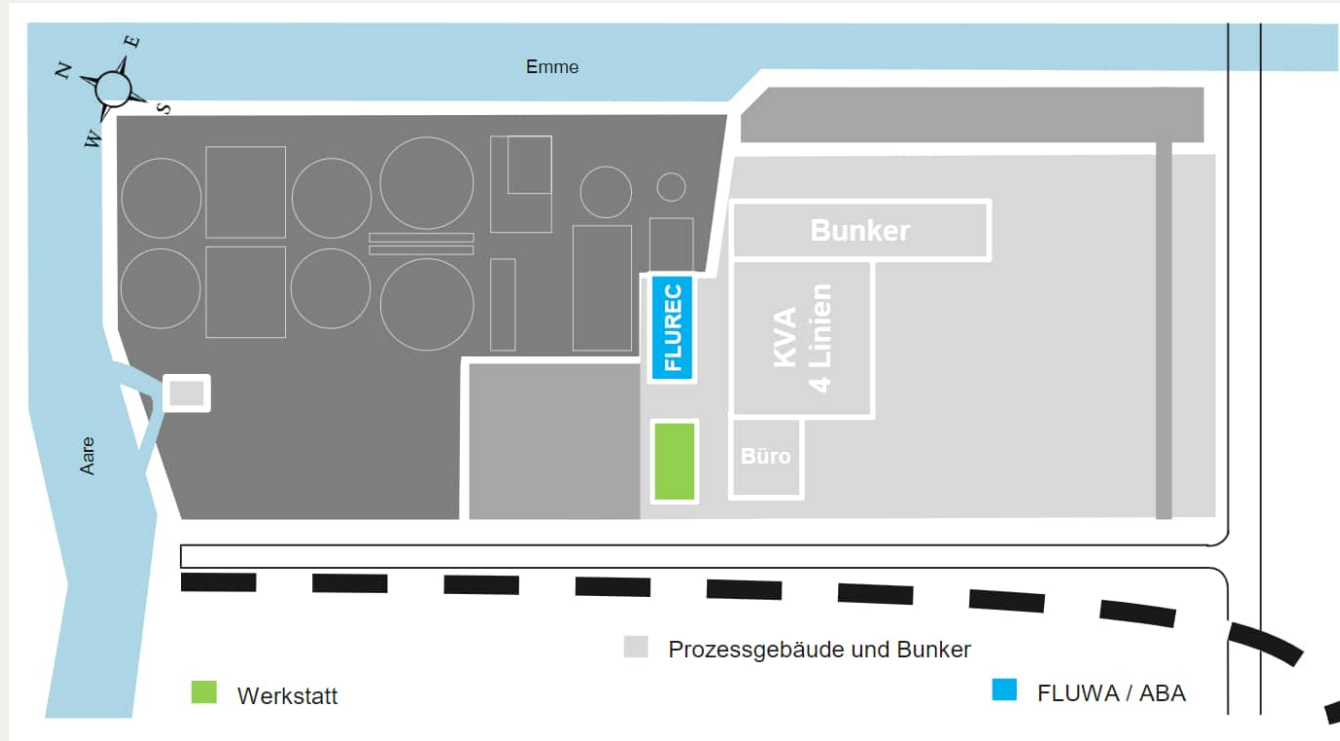 E
N
S
W
Emme
Bunker
FLUREC
KVA
4 Linien
Büro
Aare
Prozessgebäude und Bunker
Werkstatt
FLUWA / ABA